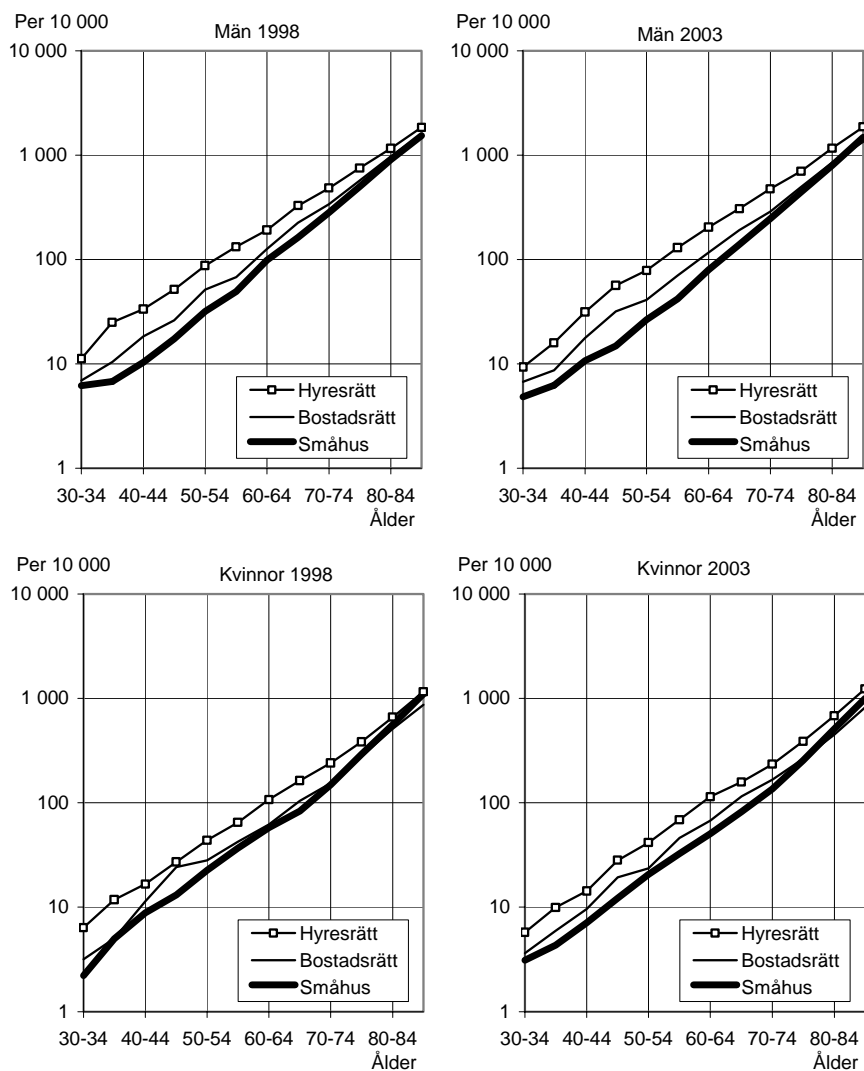 Per 10 000
Män 1998
10 000
1 000
100
10
1
Hyresrätt
Bostadsrätt
Småhus
30-34 40-44 50-54 60-64 70-74 80-84
Ålder
Per 10 000
Män 2003
10 000
1 000
100
10
1
Hyresrätt
Bostadsrätt
Småhus
30-34 40-44 50-54 60-64 70-74 80-84
Ålder
Per 10 000
Kvinnor 1998
10 000
1 000
100
10
1
Hyresrätt
Bostadsrätt
Småhus
30-34 40-44 50-54 60-64 70-74 80-84
Ålder
Per 10 000
Kvinnor 2003
10 000
1 000
100
10
1
Hyresrätt
Bostadsrätt
Småhus
30-34 40-44 50-54 60-64 70-74 80-84
Ålder